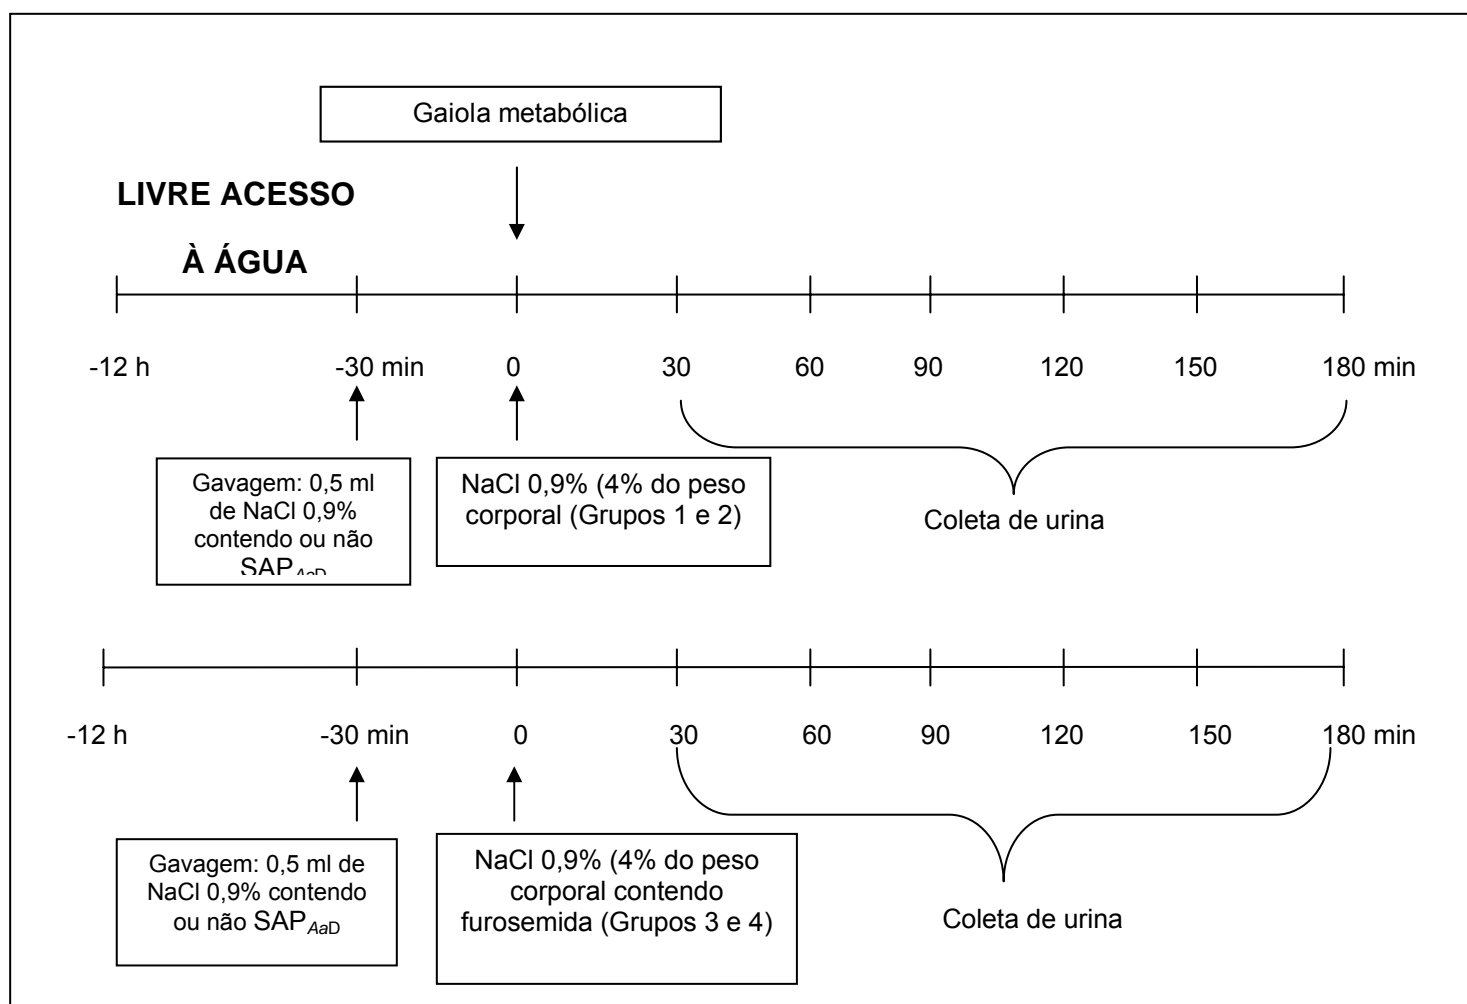 Gaiola metabólica
LIVRE ACESSO
À ÁGUA
-12 h -30 min 0 30 60 90 120 150 180 min
Gavagem: 0,5 ml
de NaCl 0,9%
contendo ou não
SAP
NaCl 0,9% (4% do peso
corporal (Grupos 1 e 2)
Coleta de urina
-12 h -30 min 0 30 60 90 120 150 180 min
Gavagem: 0,5 ml de
NaCl 0,9% contendo
ou não SAPAaD
NaCl 0,9% (4% do peso
corporal contendo
furosemida (Grupos 3 e 4)
Coleta de urina